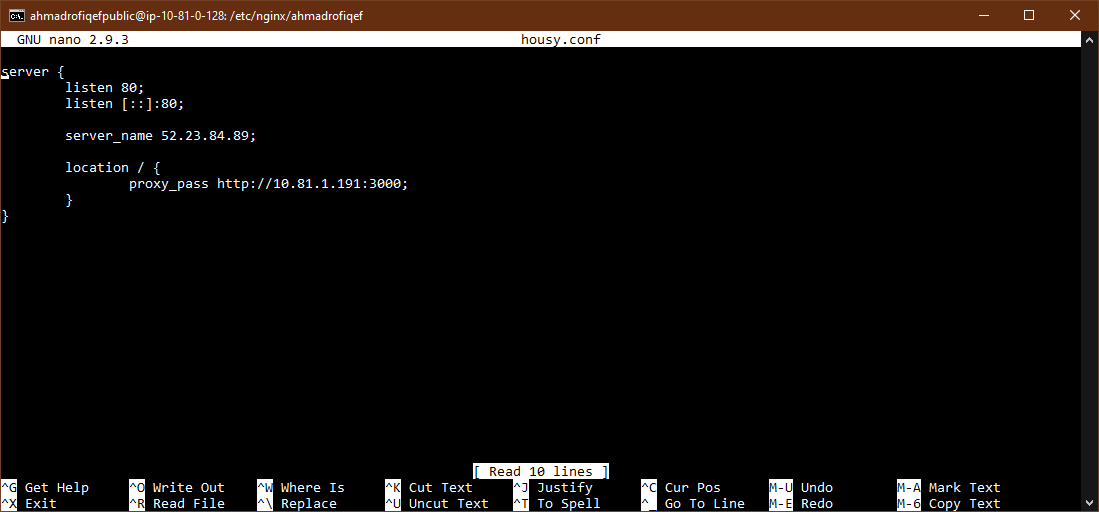 ahmadrofiqefpublic@ip-10-81-0-128: /etc/nginx/ahmadrofiqef
GNU nano 2.9.3 housy.conf
server {
        listen 80;
        listen [::]:80;
        server_name 52.23.84.89;
        location / {
                proxy_pass http://10.81.1.191:3000;
        }
}
[ Read 10 lines ]
^G Get Help ^O Write Out ^W Where Is ^K Cut Text ^J Justify ^C Cur Pos M-U Undo M-A Mark Text
^X Exit ^R Read File ^\ Replace ^U Uncut Text ^T To Spell ^_ Go To Line M-E Redo M-6 Copy Text